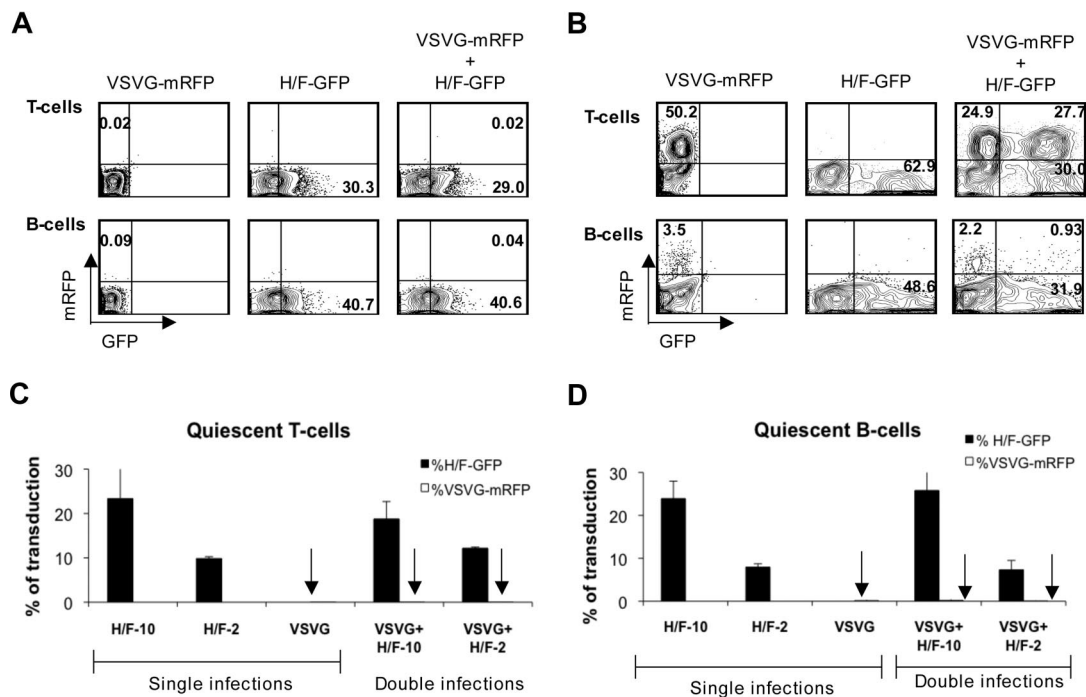 A
VSVG-mRFP
H/F-GFP
VSVG-mRFP
+
H/F-GFP
T-cells
0.02
30.3
0.02
29.0
B-cells
0.09
40.7
0.04
40.6
mRFP
GFP
B
VSVG-mRFP
H/F-GFP
VSVG-mRFP
+
H/F-GFP
T-cells
50.2
62.9
24.9
27.7
30.0
B-cells
3.5
48.6
2.2
0.93
31.9
mRFP
GFP
C
Quiescent T-cells
%H/F-GFP
%VSVG-mRFP
% of transduction
30
20
10
0
H/F-10
H/F-2
VSVG
VSVG+
H/F-10
VSVG+
H/F-2
Single infections
Double infections
D
Quiescent B-cells
% H/F-GFP
%VSVG-mRFP
% of transduction
30
20
10
0
H/F-10
H/F-2
VSVG
VSVG+
H/F-10
VSVG+
H/F-2
Single infections
Double infections